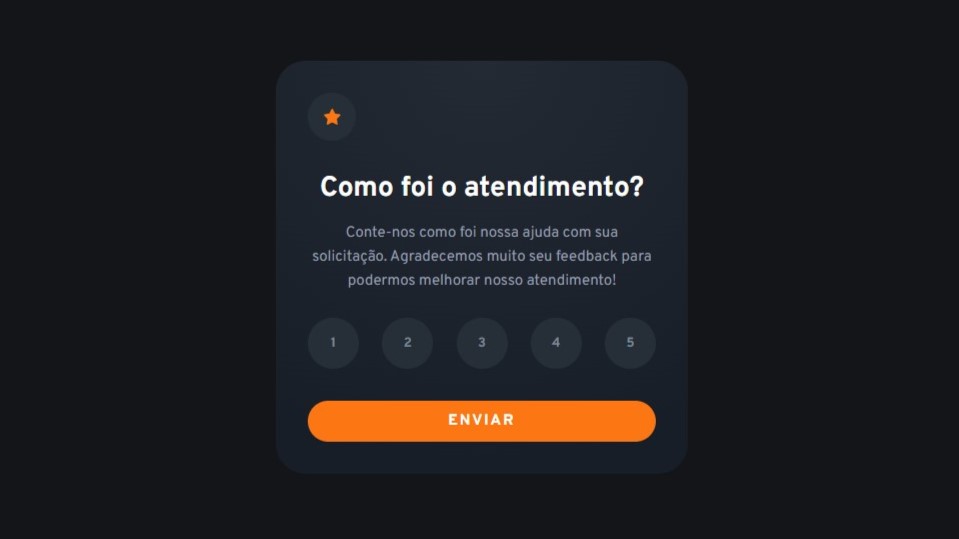 Como foi o atendimento?
Conte-nos como foi nossa ajuda com sua
solicitação. Agradecemos muito seu feedback para
podermos melhorar nosso atendimento!
1 2 3 4 5
ENVIAR